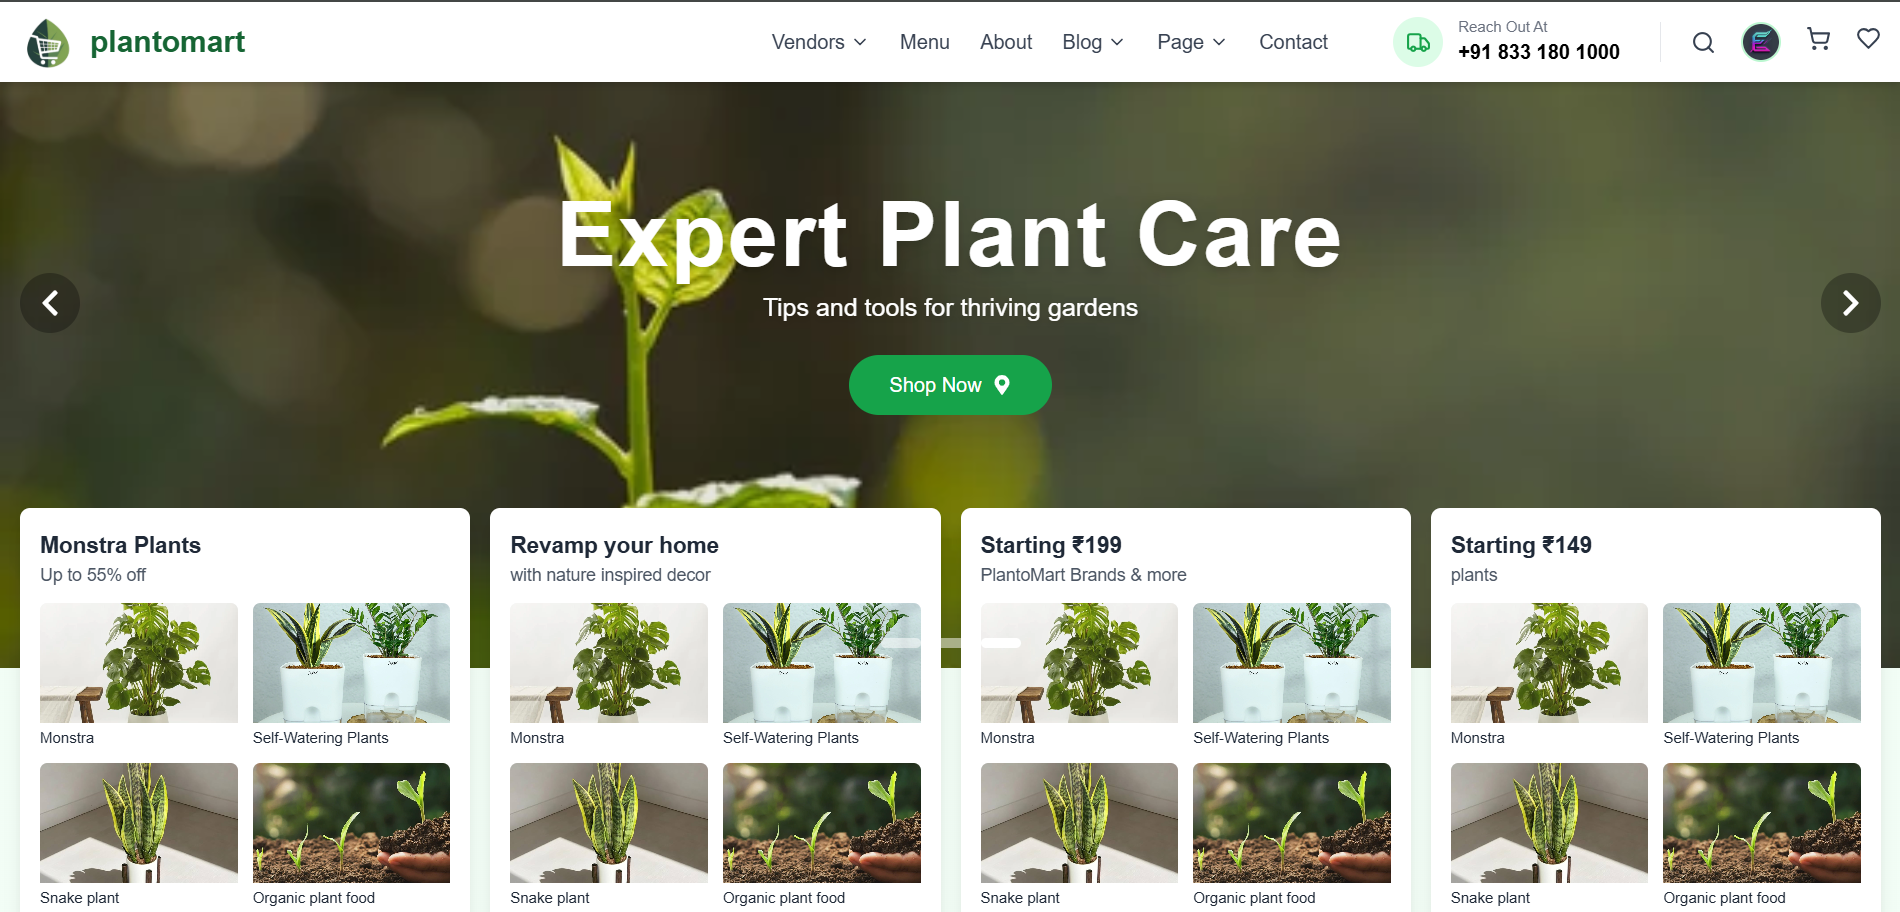 plantomart
Vendors
Menu
About
Blog
Page
Contact
Reach Out At
+91 833 180 1000
Expert Plant Care
Tips and tools for thriving gardens
Shop Now
Monstra Plants
Up to 55% off
Monstra
Self-Watering Plants
Snake plant
Organic plant food
Revamp your home
with nature inspired decor
Monstra
Self-Watering Plants
Snake plant
Organic plant food
Starting ₹199
PlantoMart Brands & more
Monstra
Self-Watering Plants
Snake plant
Organic plant food
Starting ₹149
plants
Monstra
Self-Watering Plants
Snake plant
Organic plant food